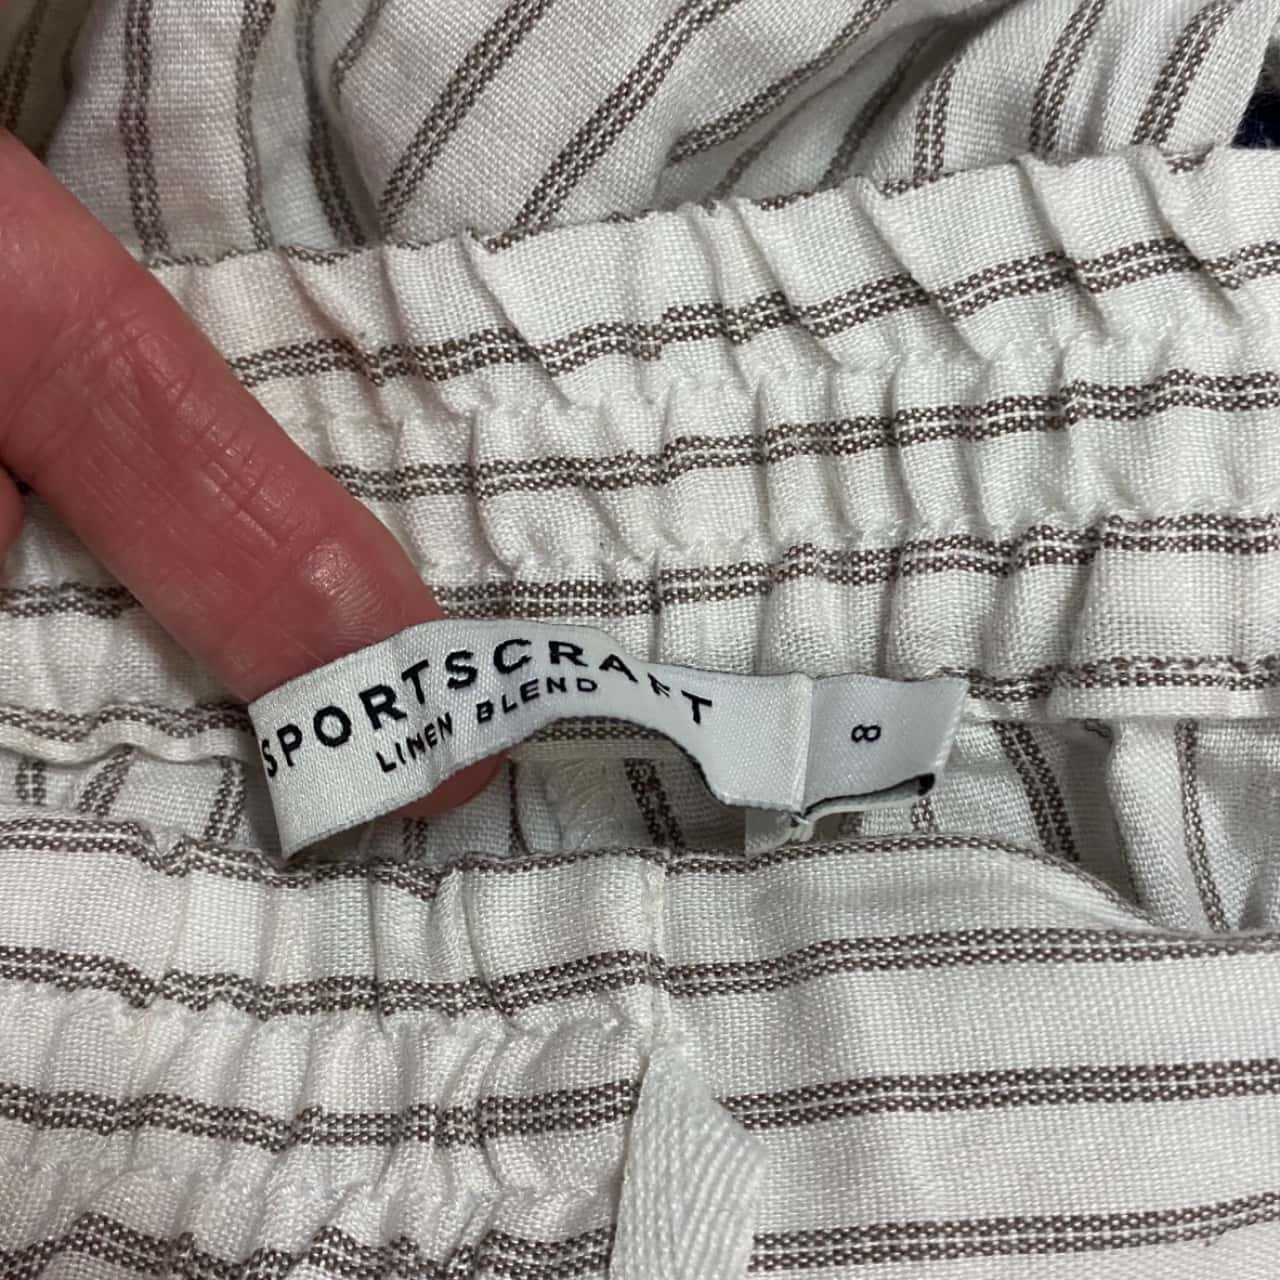 SPORTSCRAFT
LINEN BLEND
8